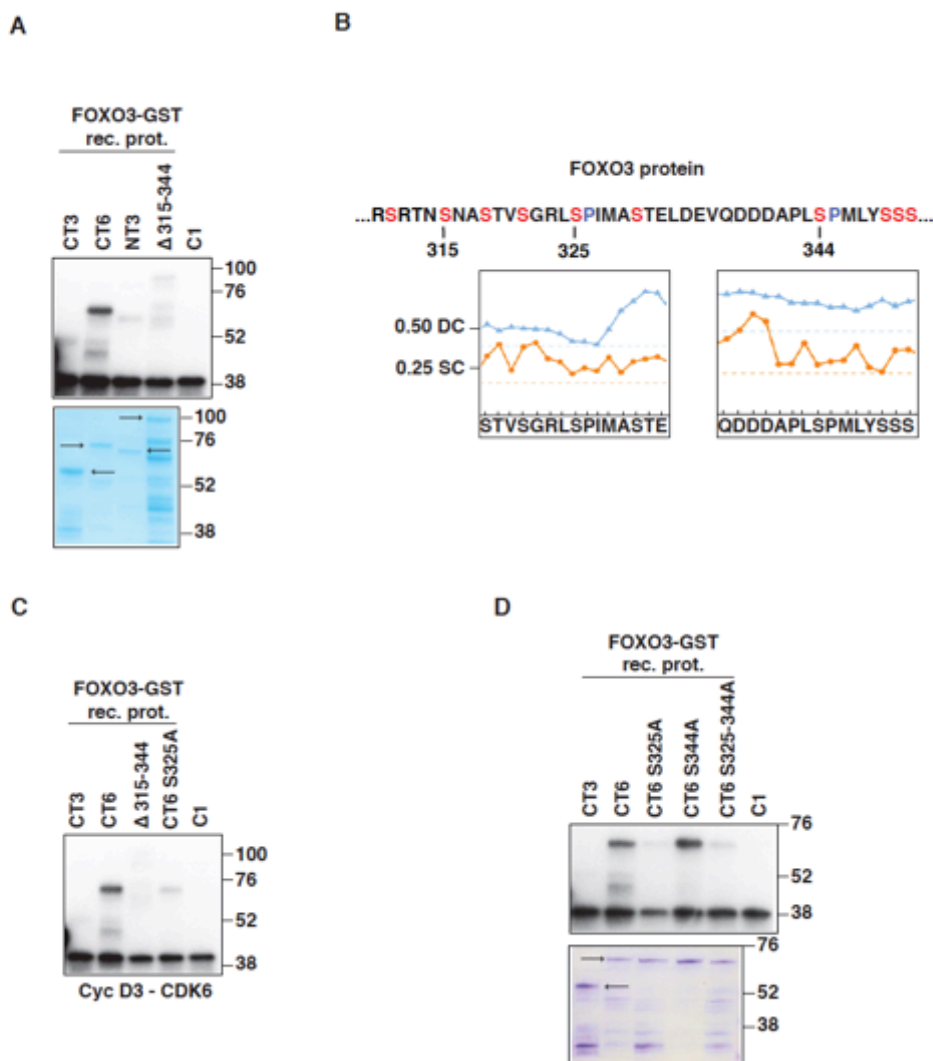 A
FOXO3-GST
rec. prot.
CT3
CT6
NT3
Δ 315-344
C1
100
76
52
38
100
76
52
38
B
FOXO3 protein
...RSRTNSNASTVSGRLSPIMASTELDEVQDDDAPLSPMLYSSS...
315
325
344
0.50 DC
0.25 SC
STVSGRLSPIMASTE
QDDDAPLSPMLYSSS
C
FOXO3-GST
rec. prot.
CT3
CT6
Δ 315-344
CT6 S325A
C1
100
76
52
38
Cyc D3 - CDK6
D
FOXO3-GST
rec. prot.
CT3
CT6
CT6 S325A
CT6 S344A
CT6 S325-344A
C1
76
52
38
76
52
38